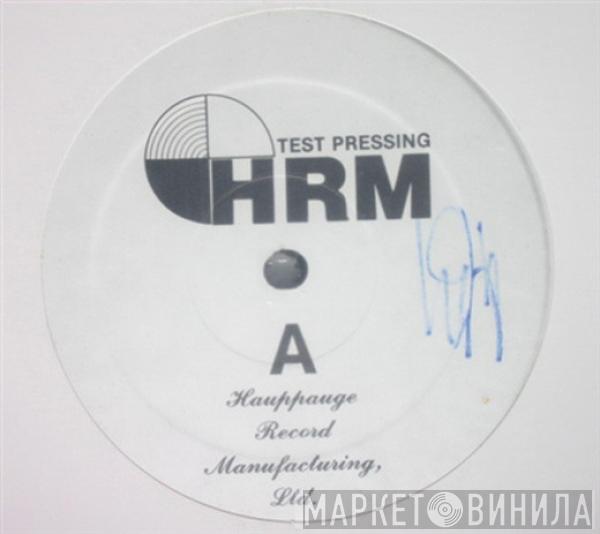 TEST PRESSING
HRM
A
Hauppauge
Record
Manufacturing,
Ltd.
МАРКЕТ ВИНИЛА